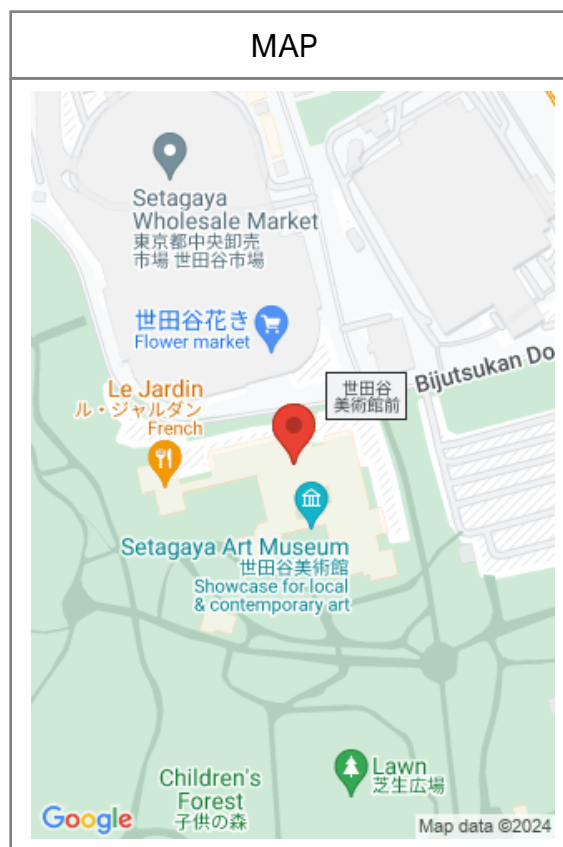 MAP
Setagaya
Wholesale Market
東京都中央卸売
市場 世田谷市場
世田谷花き
Flower market
Le Jardin
ル・ジャルダン
French
世田谷
美術館前
Bijutsukan Do
Setagaya Art Museum
世田谷美術館
Showcase for local
& contemporary art
Lawn
芝生広場
Children's
Forest
子供の森
Google
Map data ©2024